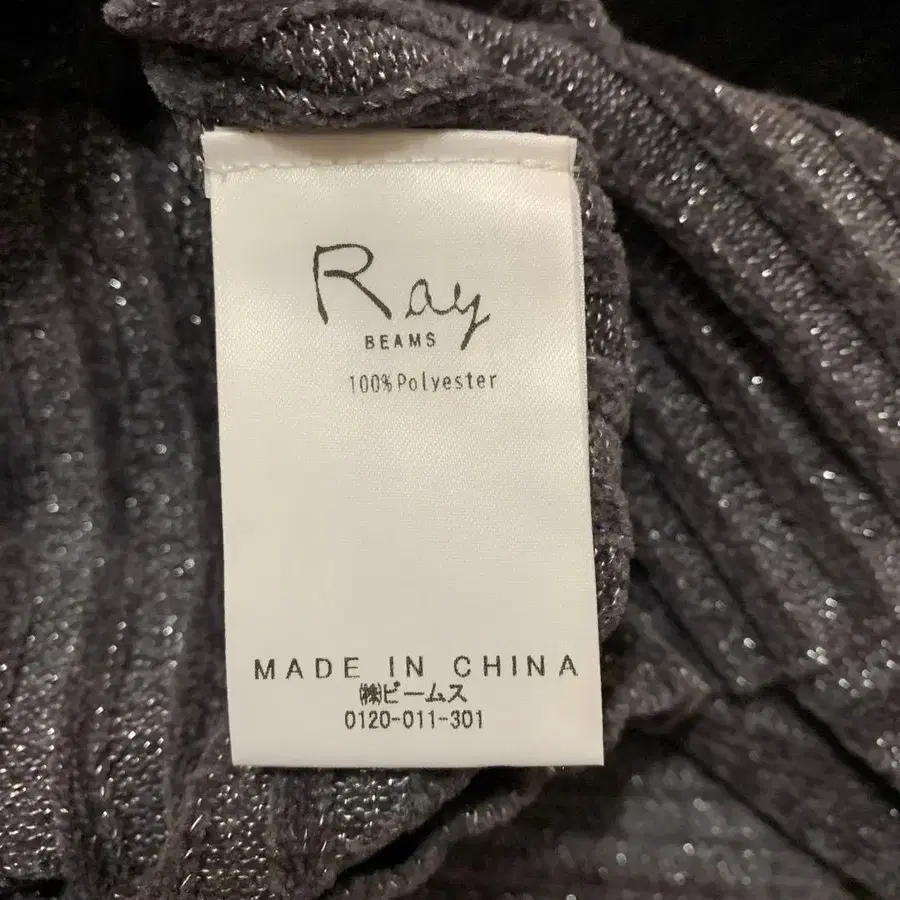 Ray
BEAMS
100%Polyester
MADE IN CHINA
㈱ビームス
0120-011-301